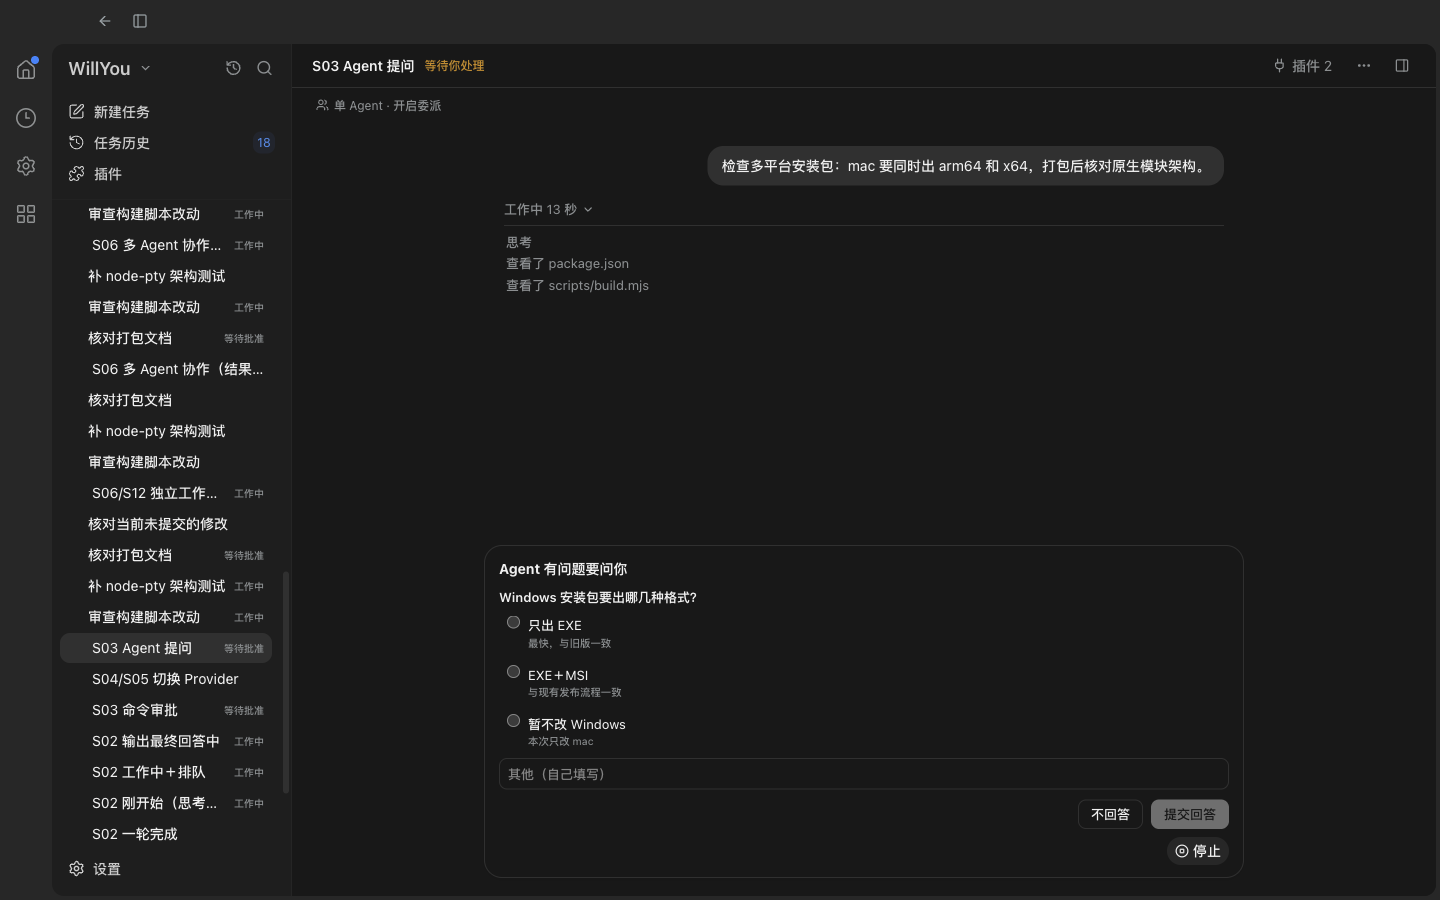 WillYou
新建任务
任务历史 18
插件
审查构建脚本改动 工作中
S06 多 Agent 协作... 工作中
补 node-pty 架构测试
审查构建脚本改动 工作中
核对打包文档 等待批准
S06 多 Agent 协作（结果...
核对打包文档
补 node-pty 架构测试
审查构建脚本改动
S06/S12 独立工作... 工作中
核对当前未提交的修改
核对打包文档 等待批准
补 node-pty 架构测试 工作中
审查构建脚本改动 工作中
S03 Agent 提问 等待批准
S04/S05 切换 Provider
S03 命令审批 等待批准
S02 输出最终回答中 工作中
S02 工作中＋排队 工作中
S02 刚开始（思考... 工作中
S02 一轮完成
设置
S03 Agent 提问 等待你处理
插件 2
单 Agent · 开启委派
检查多平台安装包：mac 要同时出 arm64 和 x64，打包后核对原生模块架构。
工作中 13 秒
思考
查看了 package.json
查看了 scripts/build.mjs
Agent 有问题要问你
Windows 安装包要出哪几种格式?
只出 EXE
最快，与旧版一致
EXE＋MSI
与现有发布流程一致
暂不改 Windows
本次只改 mac
其他（自己填写）
不回答 提交回答
停止